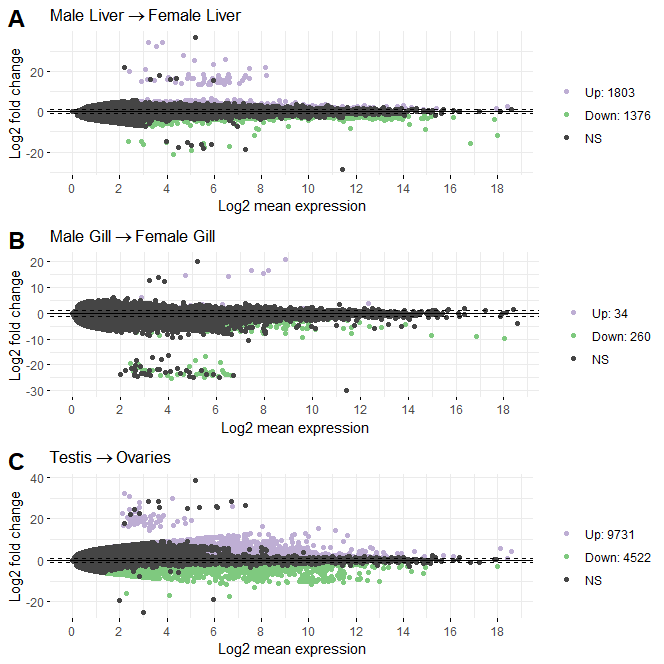 A
Male Liver → Female Liver
Log2 fold change
20
0
-20
0 2 4 6 8 10 12 14 16 18
Log2 mean expression
Up: 1803
Down: 1376
NS
B
Male Gill → Female Gill
Log2 fold change
20
10
0
-10
-20
-30
0 2 4 6 8 10 12 14 16 18
Log2 mean expression
Up: 34
Down: 260
NS
C
Testis → Ovaries
Log2 fold change
40
20
0
-20
0 2 4 6 8 10 12 14 16 18
Log2 mean expression
Up: 9731
Down: 4522
NS